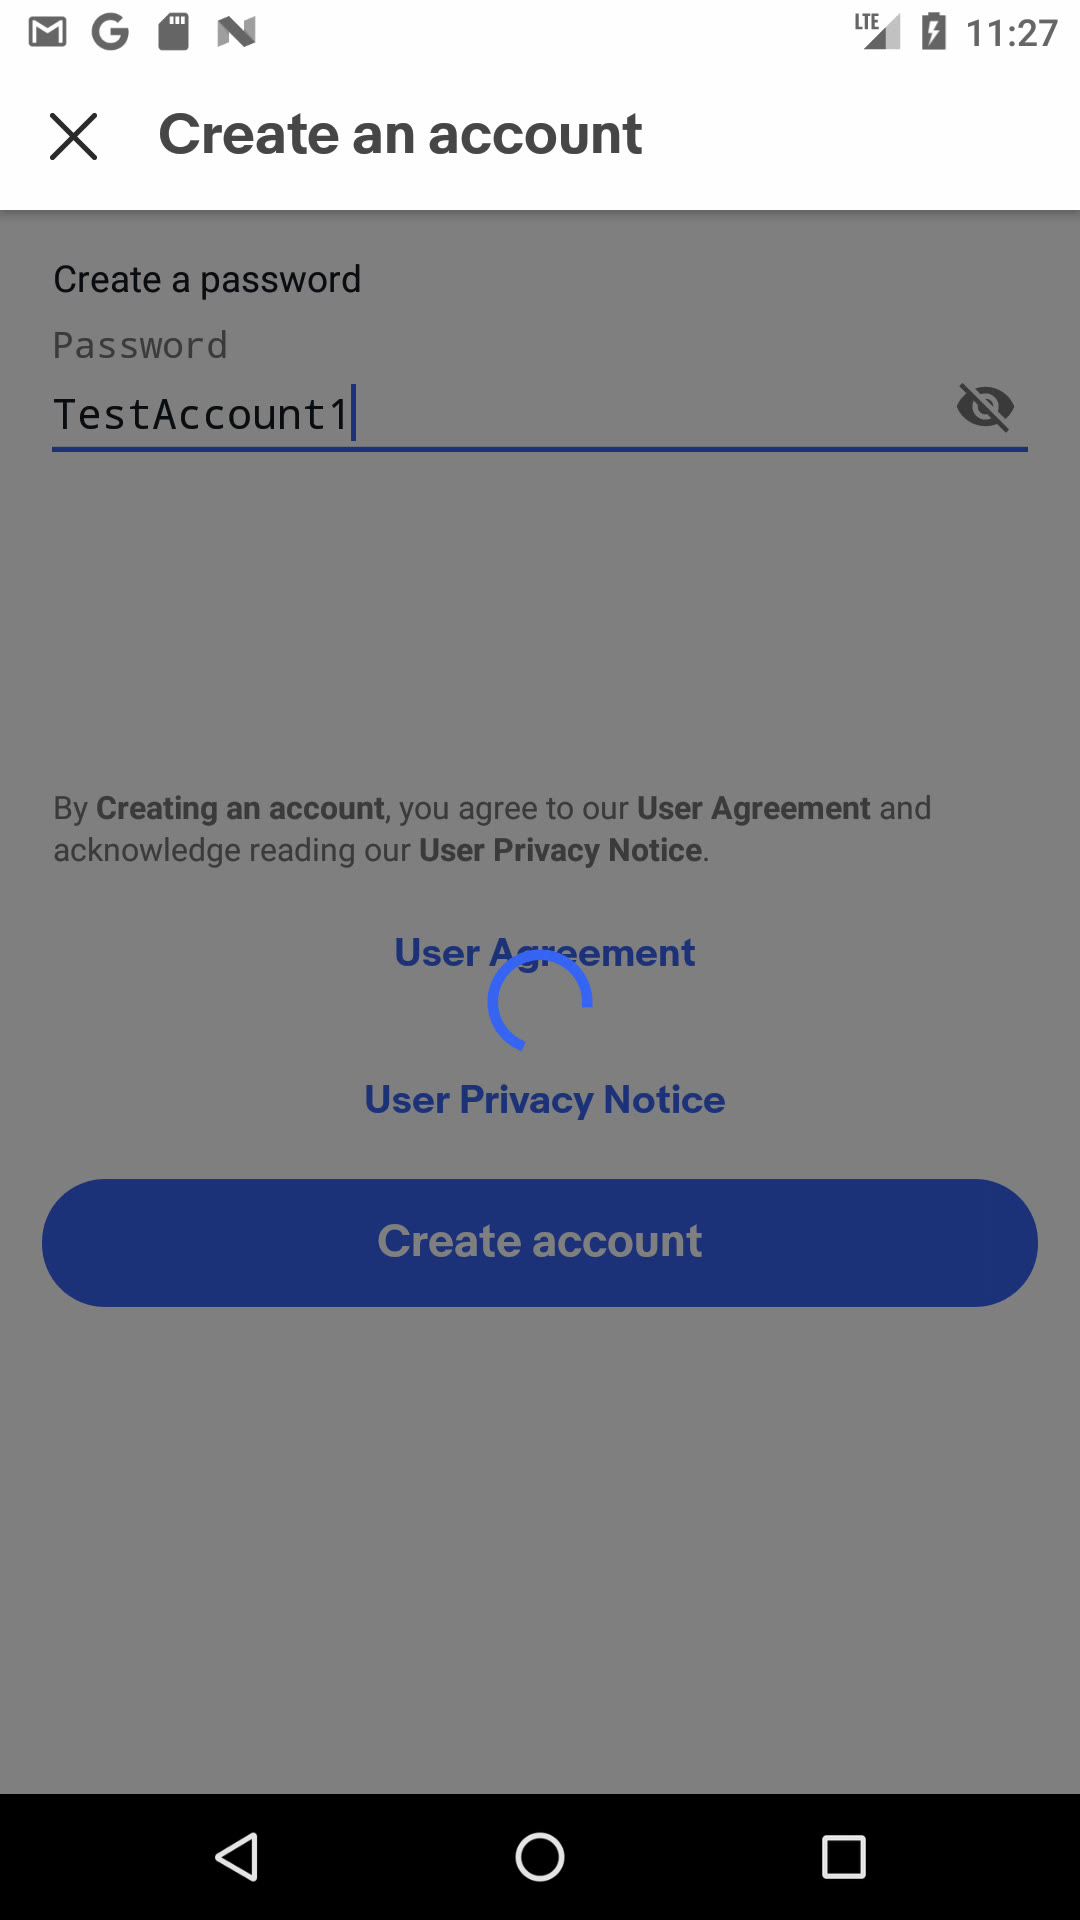 LTE 11:27
Create an account
Create a password
Password
TestAccount1
By Creating an account, you agree to our User Agreement and
acknowledge reading our User Privacy Notice.
User Agreement
User Privacy Notice
Create account